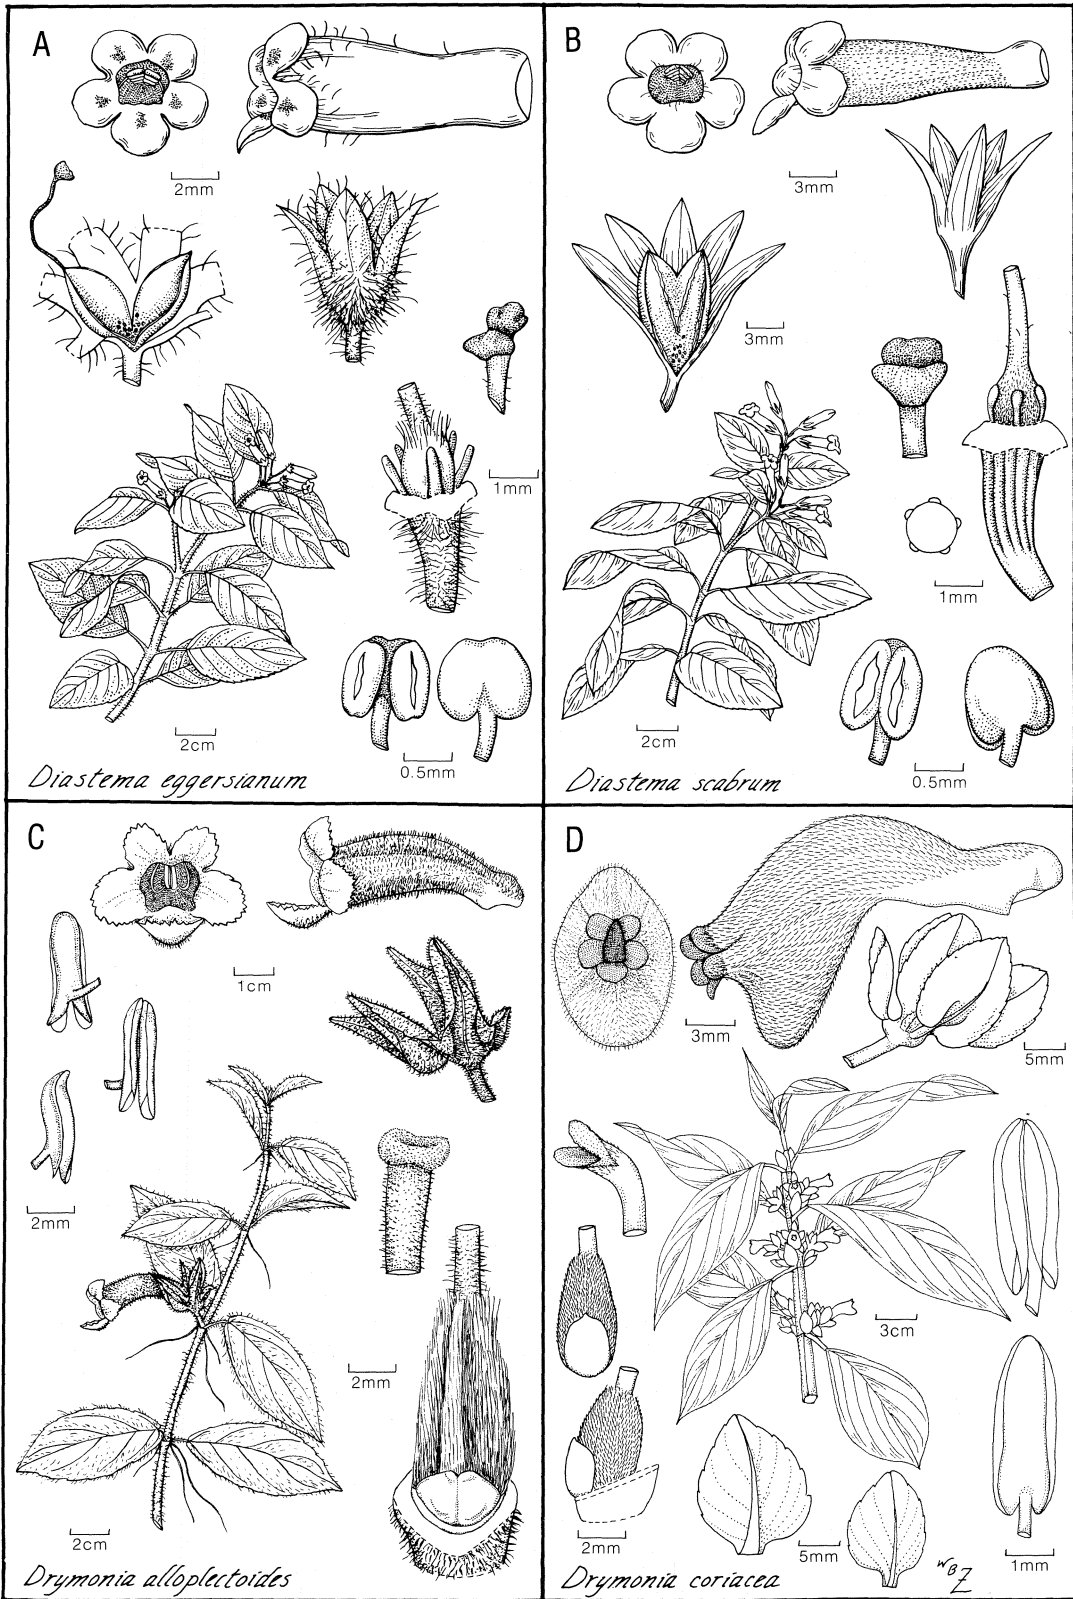 A
2mm
1mm
2cm
0.5mm
Diastema eggersianum
B
3mm
3mm
1mm
2cm
0.5mm
Diastema scabrum
C
1cm
2mm
2mm
2cm
Drymonia alloplectoides
D
3mm
5mm
3cm
2mm
5mm
1mm
Drymonia coriacea
WBZ